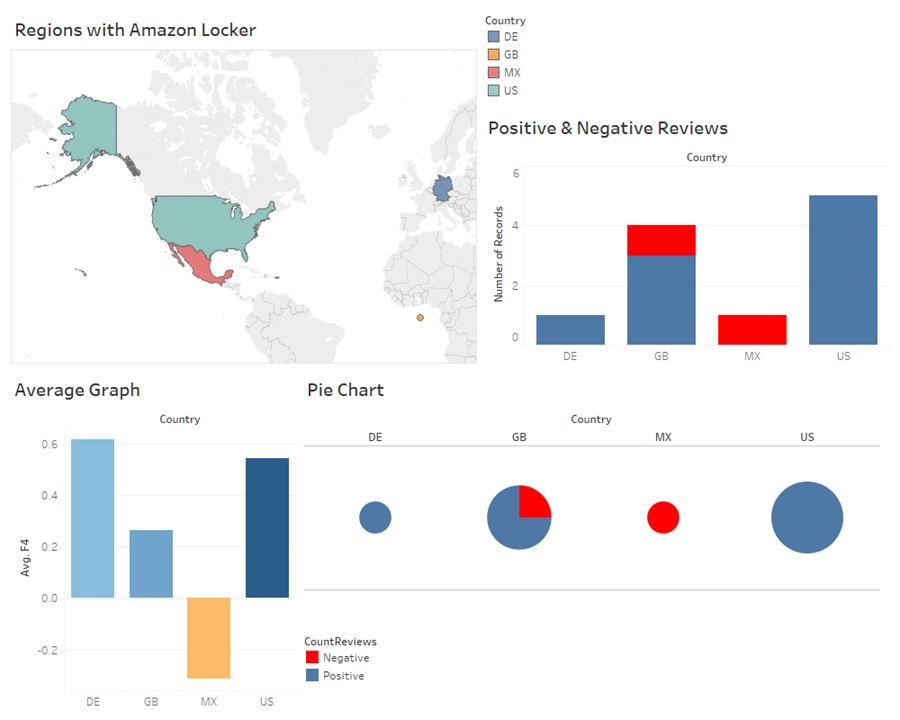 Regions with Amazon Locker
Country
DE
GB
MX
US
Positive & Negative Reviews
Country
Number of Records
6
4
2
0
DE GB MX US
Average Graph
Country
Avg. F4
0.6
0.4
0.2
0.0
-0.2
DE GB MX US
Pie Chart
Country
DE GB MX US
CountReviews
Negative
Positive